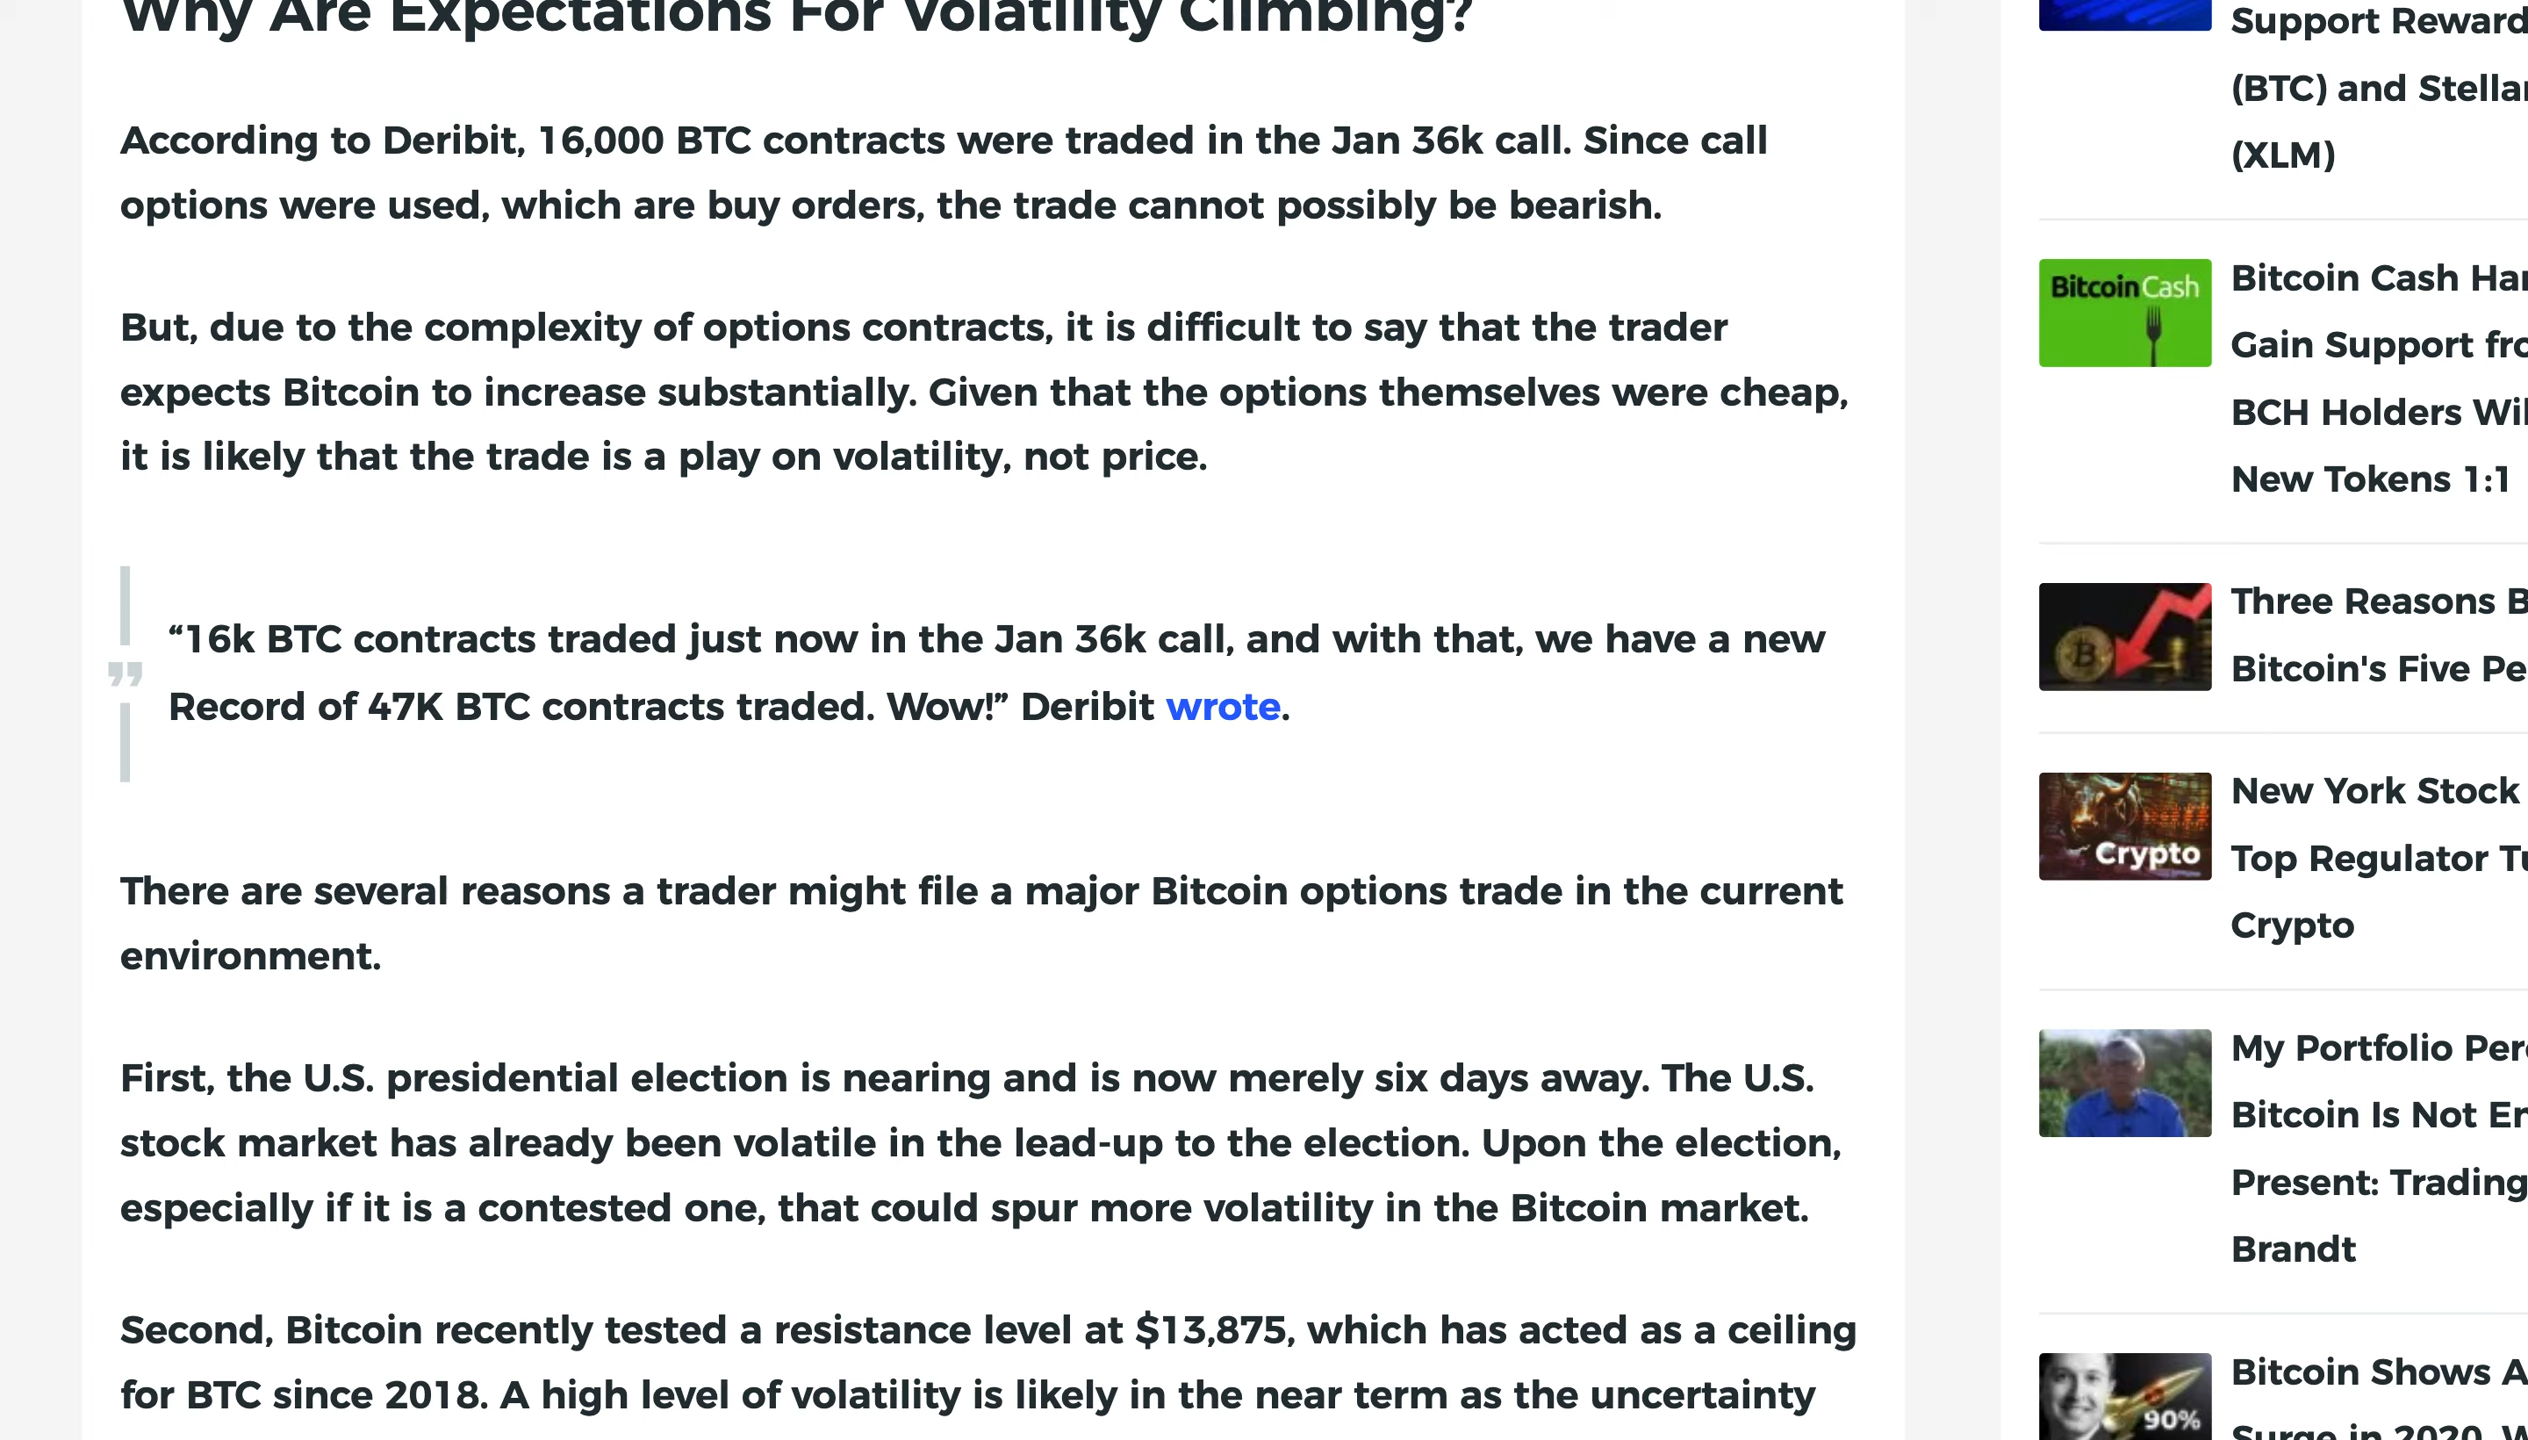 Why Are Expectations For Volatility Climbing?
According to Deribit, 16,000 BTC contracts were traded in the Jan 36k call. Since call
options were used, which are buy orders, the trade cannot possibly be bearish.
But, due to the complexity of options contracts, it is difficult to say that the trader
expects Bitcoin to increase substantially. Given that the options themselves were cheap,
it is likely that the trade is a play on volatility, not price.
“16k BTC contracts traded just now in the Jan 36k call, and with that, we have a new
Record of 47K BTC contracts traded. Wow!” Deribit wrote.
There are several reasons a trader might file a major Bitcoin options trade in the current
environment.
First, the U.S. presidential election is nearing and is now merely six days away. The U.S.
stock market has already been volatile in the lead-up to the election. Upon the election,
especially if it is a contested one, that could spur more volatility in the Bitcoin market.
Second, Bitcoin recently tested a resistance level at $13,875, which has acted as a ceiling
for BTC since 2018. A high level of volatility is likely in the near term as the uncertainty
Support Reward
(BTC) and Stellar
(XLM)
Bitcoin Cash
Bitcoin Cash Har
Gain Support fro
BCH Holders Wil
New Tokens 1:1
Three Reasons B
Bitcoin's Five Pe
Crypto
New York Stock
Top Regulator Tu
Crypto
My Portfolio Per
Bitcoin Is Not En
Present: Trading
Brandt
90%
Bitcoin Shows A
Surge in 2020, W